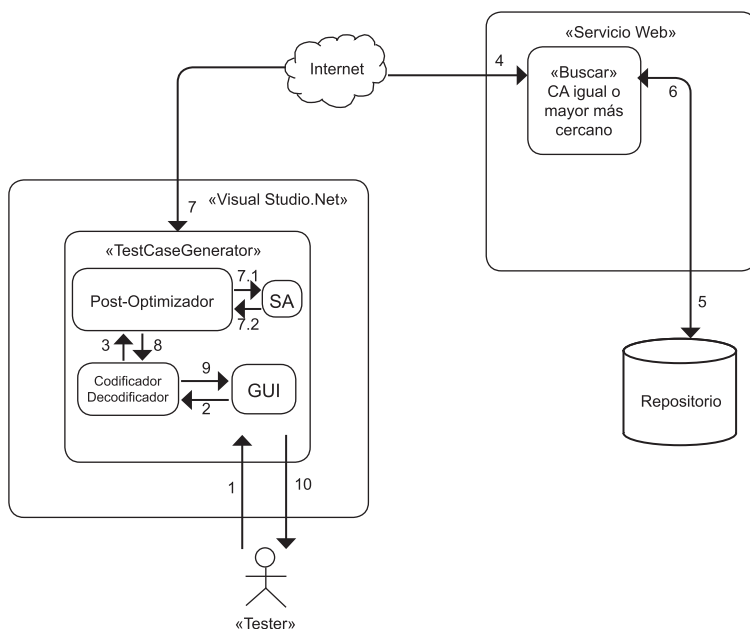 «Servicio Web»
Internet
4
«Buscar»
CA igual o
mayor más
cercano
6
7
«Visual Studio.Net»
«TestCaseGenerator»
Post-Optimizador
7.1
SA
7.2
5
3
8
Codificador
Decodificador
9
2
GUI
Repositorio
1
10
«Tester»